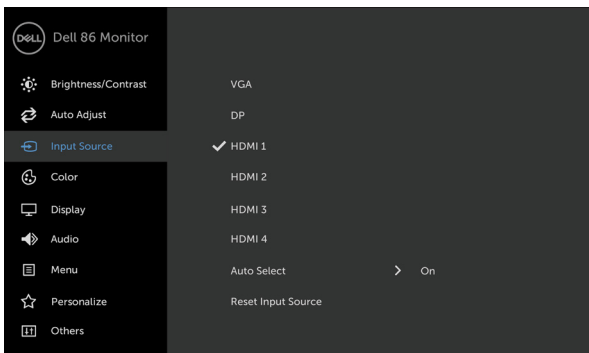 DELL Dell 86 Monitor
Brightness/Contrast
Auto Adjust
Input Source
Color
Display
Audio
Menu
Personalize
Others
VGA
DP
HDMI 1
HDMI 2
HDMI 3
HDMI 4
Auto Select > On
Reset Input Source